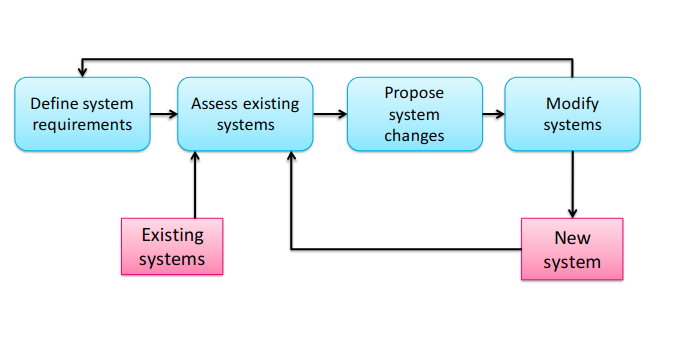 Define system
requirements
Assess existing
systems
Propose
system
changes
Modify
systems
Existing
systems
New
system